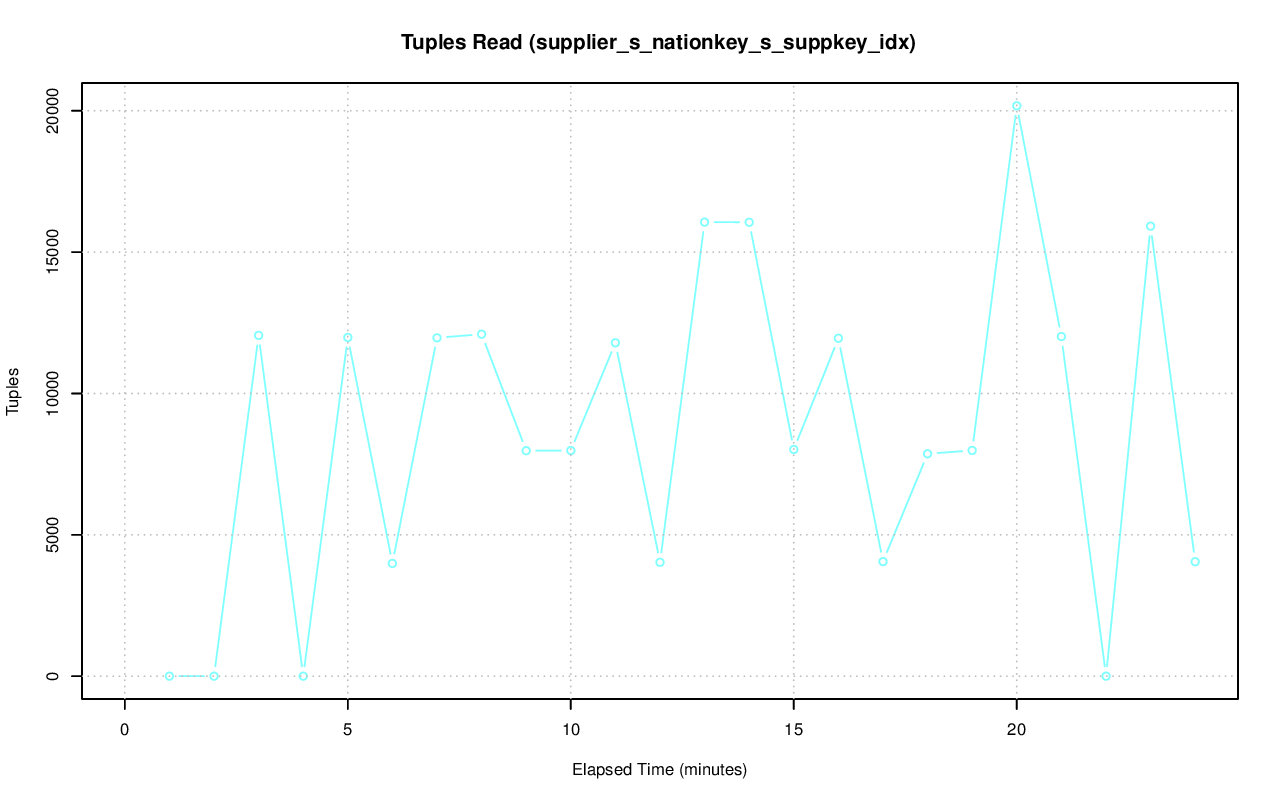 Tuples Read (supplier_s_nationkey_s_suppkey_idx)
20000
15000
10000
5000
0
Tuples
0 5 10 15 20
Elapsed Time (minutes)